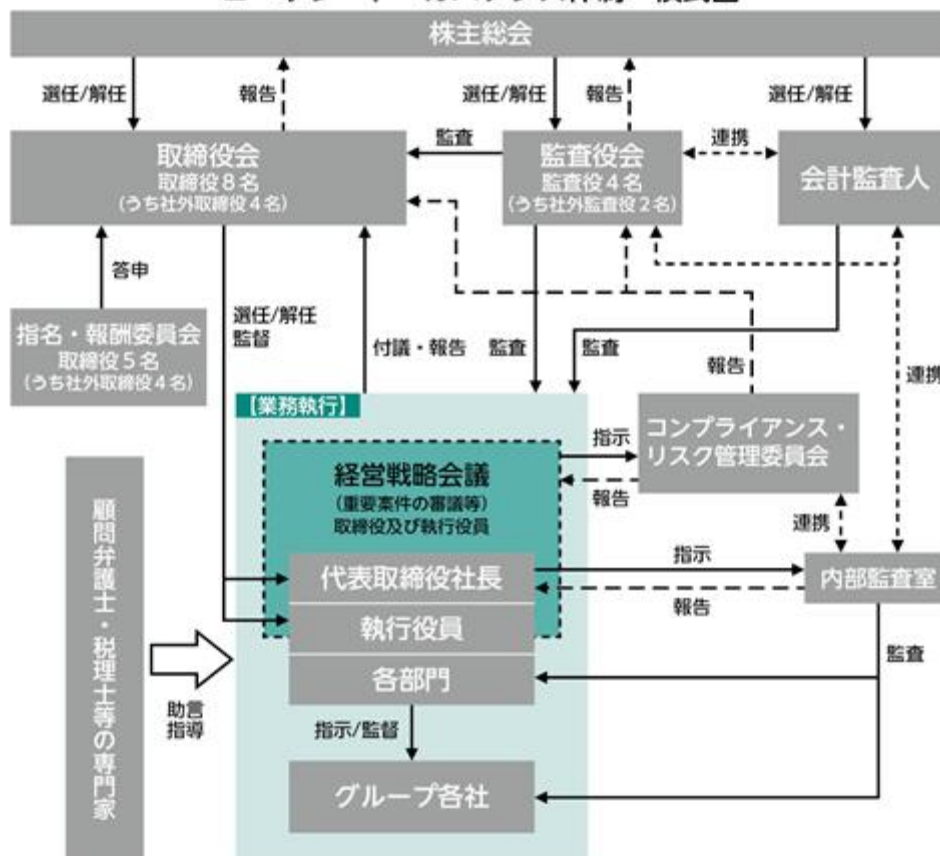 株主総会
選任/解任
報告
選任/解任
報告
選任/解任
取締役会
取締役8名
(うち社外取締役4名)
監査
監査役会
監査役4名
(うち社外監査役2名)
連携
会計監査人
答申
指名・報酬委員会
取締役5名
(うち社外取締役4名)
選任/解任
監督
付議・報告
監査
監査
報告
連携
【業務執行】
経営戦略会議
(重要案件の審議等)
取締役及び執行役員
指示
報告
コンプライアンス・
リスク管理委員会
連携
代表取締役社長
指示
報告
内部監査室
執行役員
各部門
監査
顧問弁護士・税理士等の専門家
助言
指導
指示/監督
グループ各社